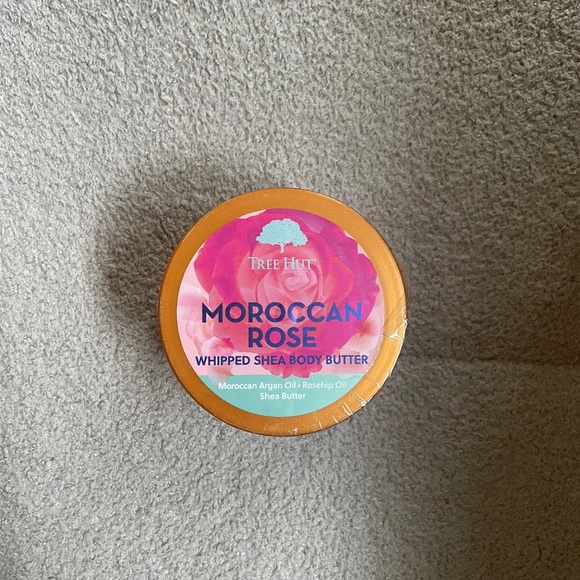 TREE HUT
MOROCCAN
ROSE
WHIPPED SHEA BODY BUTTER
Moroccan Argan Oil • Rosehip Oil
Shea Butter